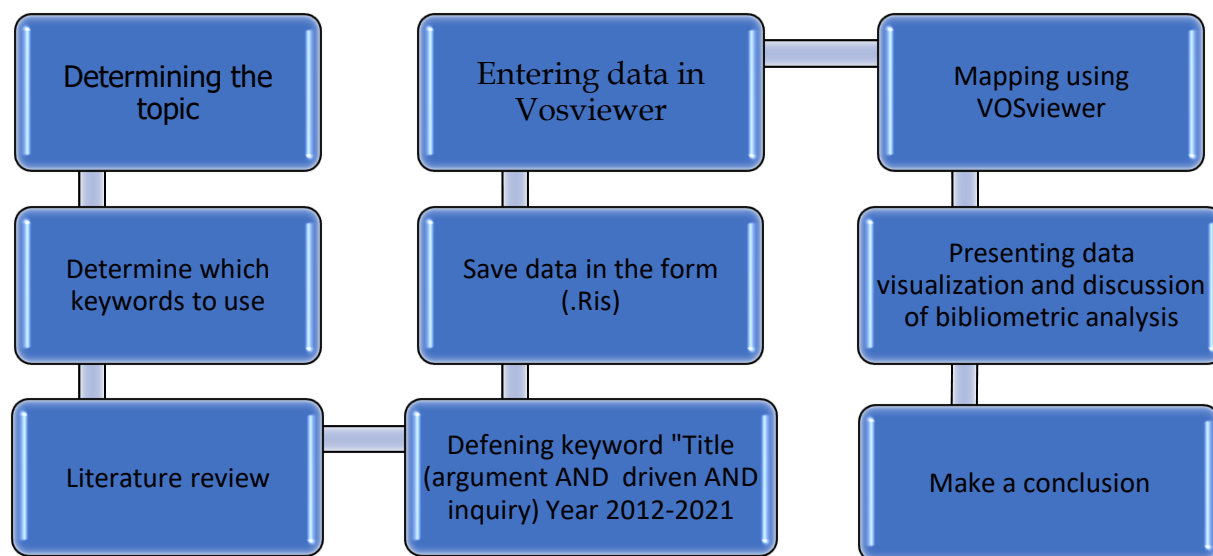 Determining the
topic
Determine which
keywords to use
Literature review
Defening keyword "Title
(argument AND driven AND
inquiry) Year 2012-2021
Save data in the form
(.Ris)
Entering data in
Vosviewer
Mapping using
VOSviewer
Presenting data
visualization and discussion
of bibliometric analysis
Make a conclusion